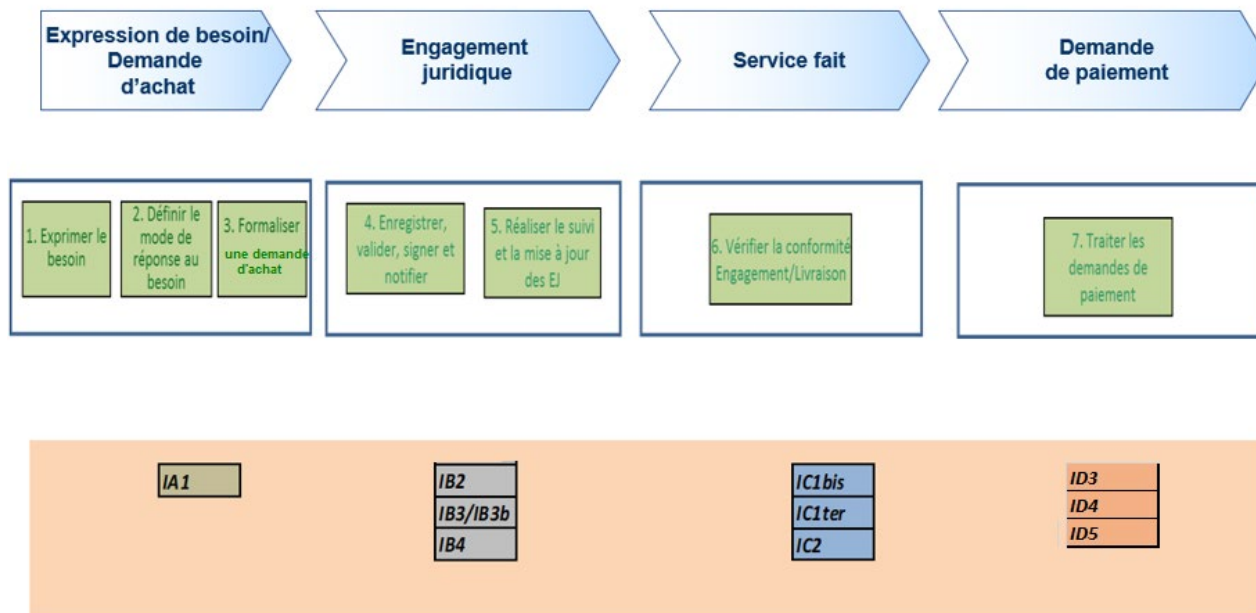 Expression de besoin/
Demande
d'achat
Engagement
juridique
Service fait
Demande
de paiement
1. Exprimer le
besoin
2. Définir le
mode de
réponse au
besoin
3. Formaliser
une demande
d'achat
4. Enregistrer,
valider, signer et
notifier
5. Réaliser le suivi
et la mise à jour
des EJ
6. Vérifier la conformité
Engagement/Livraison
7. Traiter les
demandes de
paiement
IA1
IB2
IB3/IB3b
IB4
IC1bis
IC1ter
IC2
ID3
ID4
ID5